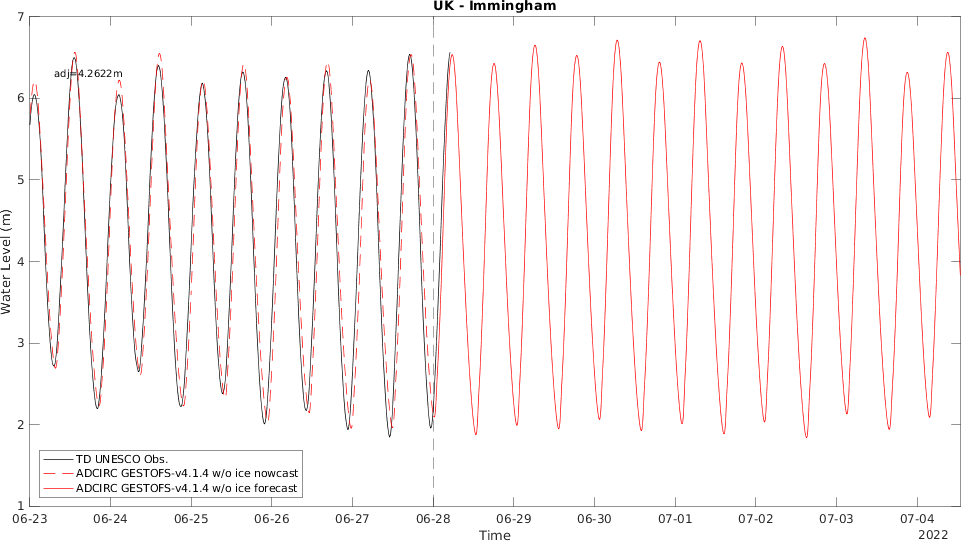 UK - Immingham
adj=4.2622m
Water Level (m)
7
6
5
4
3
2
1
TD UNESCO Obs.
ADCIRC GESTOFS-v4.1.4 w/o ice nowcast
ADCIRC GESTOFS-v4.1.4 w/o ice forecast
06-23 06-24 06-25 06-26 06-27 06-28 06-29 06-30 07-01 07-02 07-03 07-04
Time
2022